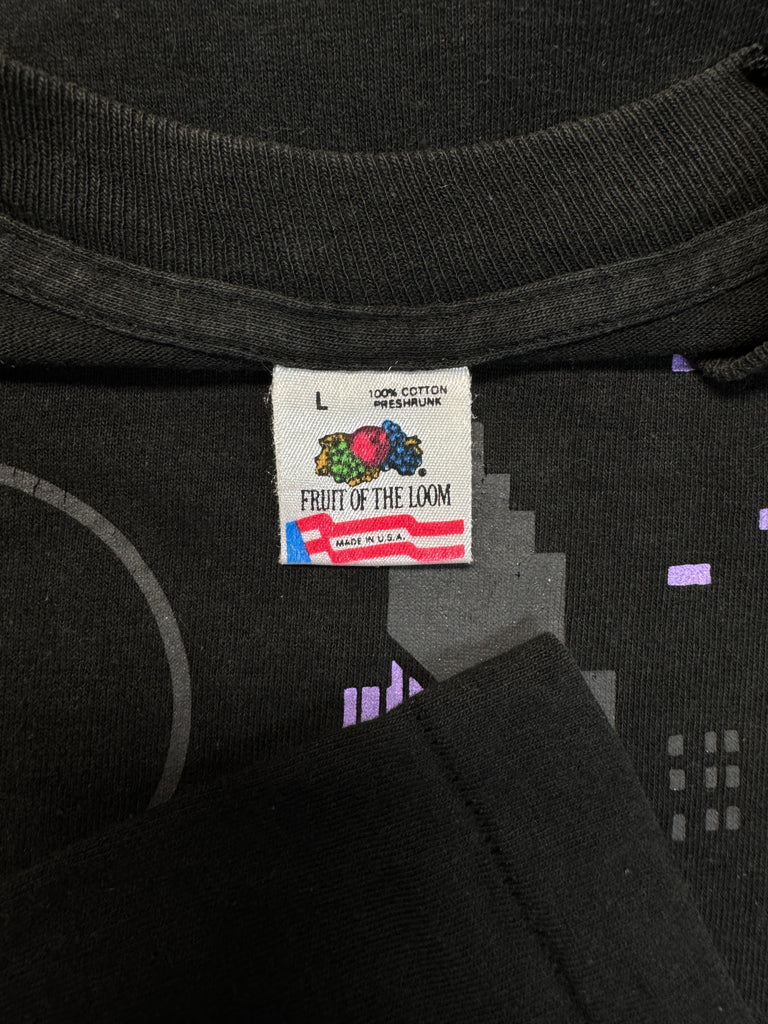 L
100% COTTON
PRESHRUNK
FRUIT OF THE LOOM
MADE IN U.S.A.